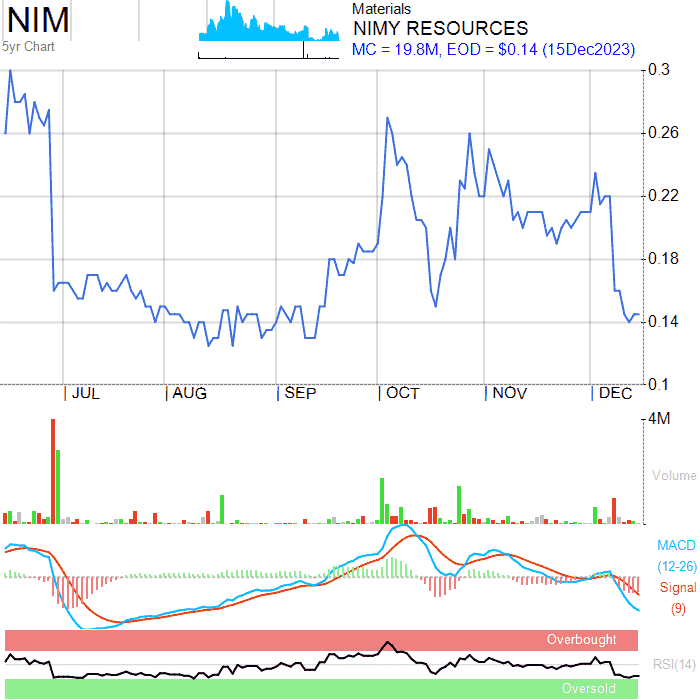 NIM
5yr Chart
Materials
NIMY RESOURCES
MC = 19.8M, EOD = $0.14 (15Dec2023)
0.3
0.26
0.22
0.18
0.14
0.1
JUL AUG SEP OCT NOV DEC
4M
Volume
MACD
(12-26)
Signal
(9)
Overbought
RSI(14)
Oversold